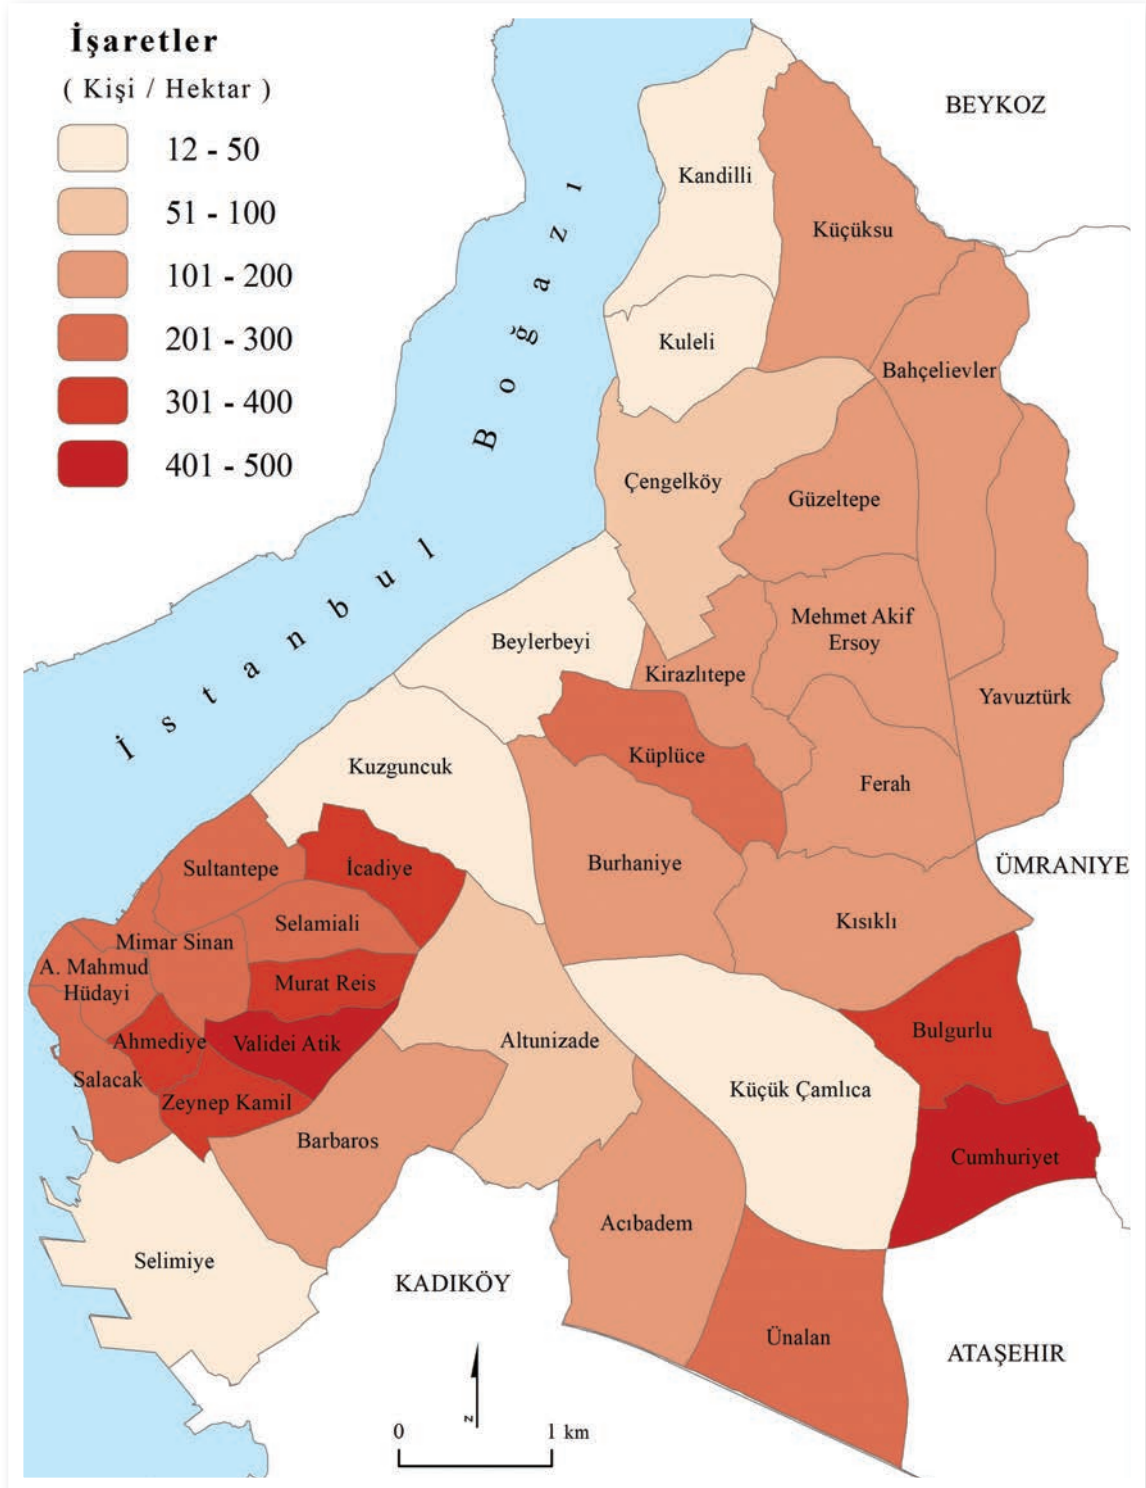 İşaretler
( Kişi / Hektar )
12 - 50
51 - 100
101 - 200
201 - 300
301 - 400
401 - 500
BEYKOZ
Kandilli
Küçüksu
İstanbul Boğazı
Kuleli
Bahçelievler
Çengelköy
Güzeltepe
Mehmet Akif
Ersoy
Beylerbeyi
Kirazlıtepe
Yavuztürk
Küplüce
Kuzguncuk
Ferah
ÜMRANIYE
Burhaniye
Sultantepe
İcadiye
Kısıklı
Selamiali
Mimar Sinan
A. Mahmud
Hüdayi
Murat Reis
Bulgurlu
Ahmediye
Validei Atik
Altunizade
Salacak
Küçük Çamlıca
Zeynep Kamil
Barbaros
Cumhuriyet
Acıbadem
Selimiye
KADIKÖY
Ünalan
ATAŞEHIR
z
0 1 km